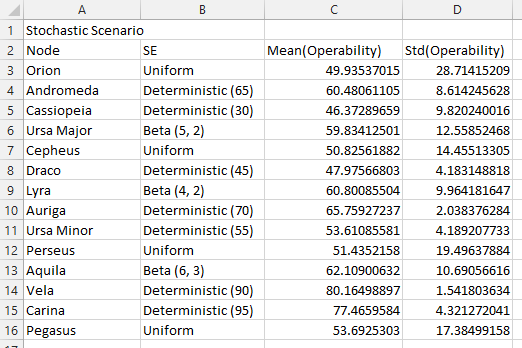 A B C D
1 Stochastic Scenario
2 Node SE Mean(Operability) Std(Operability)
3 Orion Uniform 49.93537015 28.71415209
4 Andromeda Deterministic (65) 60.48061105 8.614245628
5 Cassiopeia Deterministic (30) 46.37289659 9.820240016
6 Ursa Major Beta (5, 2) 59.83412501 12.55852468
7 Cepheus Uniform 50.82561882 14.45513305
8 Draco Deterministic (45) 47.97566803 4.183148818
9 Lyra Beta (4, 2) 60.80085504 9.964181647
10 Auriga Deterministic (70) 65.75927237 2.038376284
11 Ursa Minor Deterministic (55) 53.61085581 4.189207733
12 Perseus Uniform 51.4352158 19.49637884
13 Aquila Beta (6, 3) 62.10900632 10.69056616
14 Vela Deterministic (90) 80.16498897 1.541803634
15 Carina Deterministic (95) 77.4659584 4.321272041
16 Pegasus Uniform 53.6925303 17.38499158